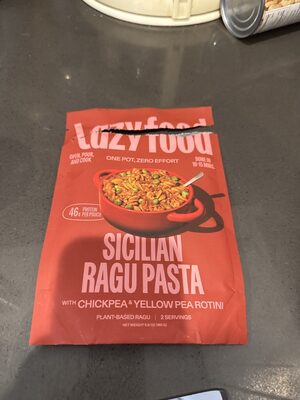 Lazyfood
OPEN, POUR,
AND COOK
ONE POT, ZERO EFFORT
DONE IN
10-15 MINS.
46g PROTEIN
PER POUCH
SICILIAN
RAGU PASTA
WITH CHICKPEA & YELLOW PEA ROTINI
PLANT-BASED RAGU | 2 SERVINGS